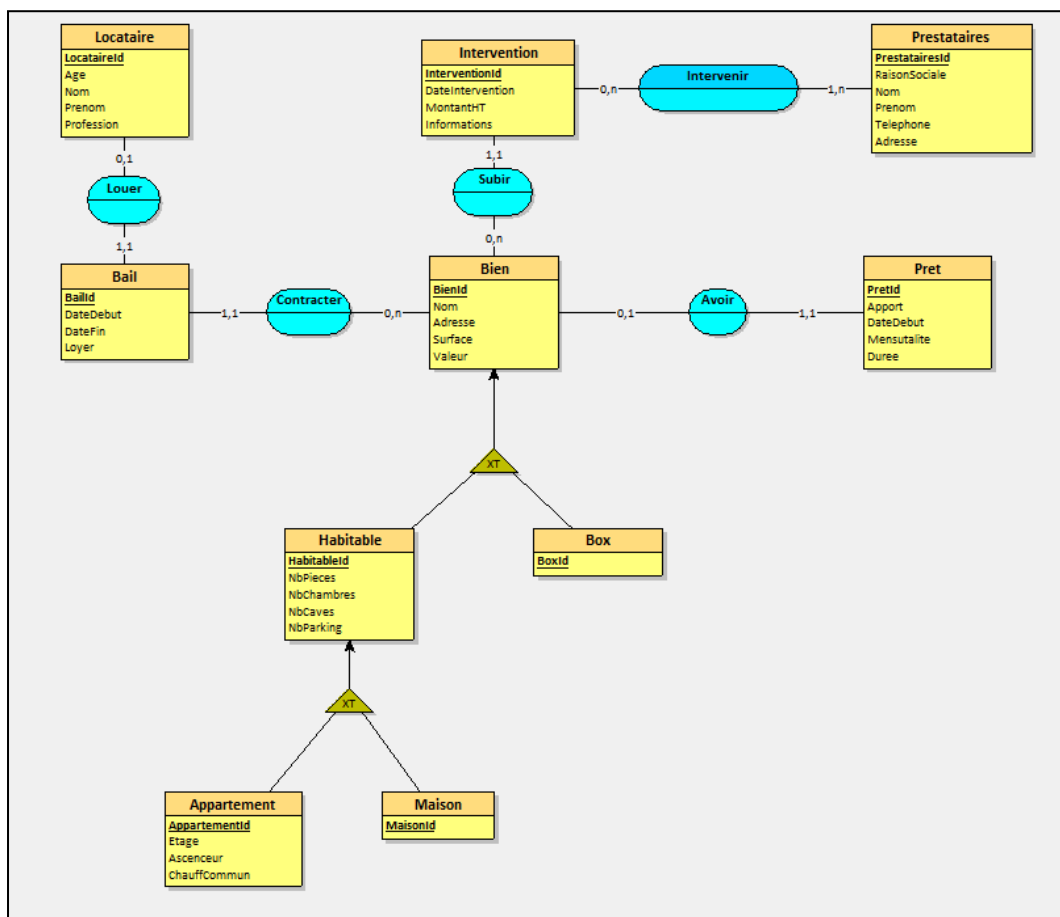 Locataire
LocataireId
Age
Nom
Prenom
Profession
0,1
Louer
1,1
Intervention
InterventionId
DateIntervention
MontantHT
Informations
0,n
Intervenir
1,n
Prestataires
PrestatairesId
RaisonSociale
Nom
Prenom
Telephone
Adresse
1,1
Subir
0,n
Bail
BailId
DateDebut
DateFin
Loyer
1,1
Contracter
0,n
Bien
BienId
Nom
Adresse
Surface
Valeur
0,1
Avoir
1,1
Pret
PretId
Apport
DateDebut
Mensutalite
Duree
XT
Habitable
HabitableId
NbPieces
NbChambres
NbCaves
NbParking
Box
BoxId
XT
Appartement
AppartementId
Etage
Ascenceur
ChauffCommun
Maison
MaisonId